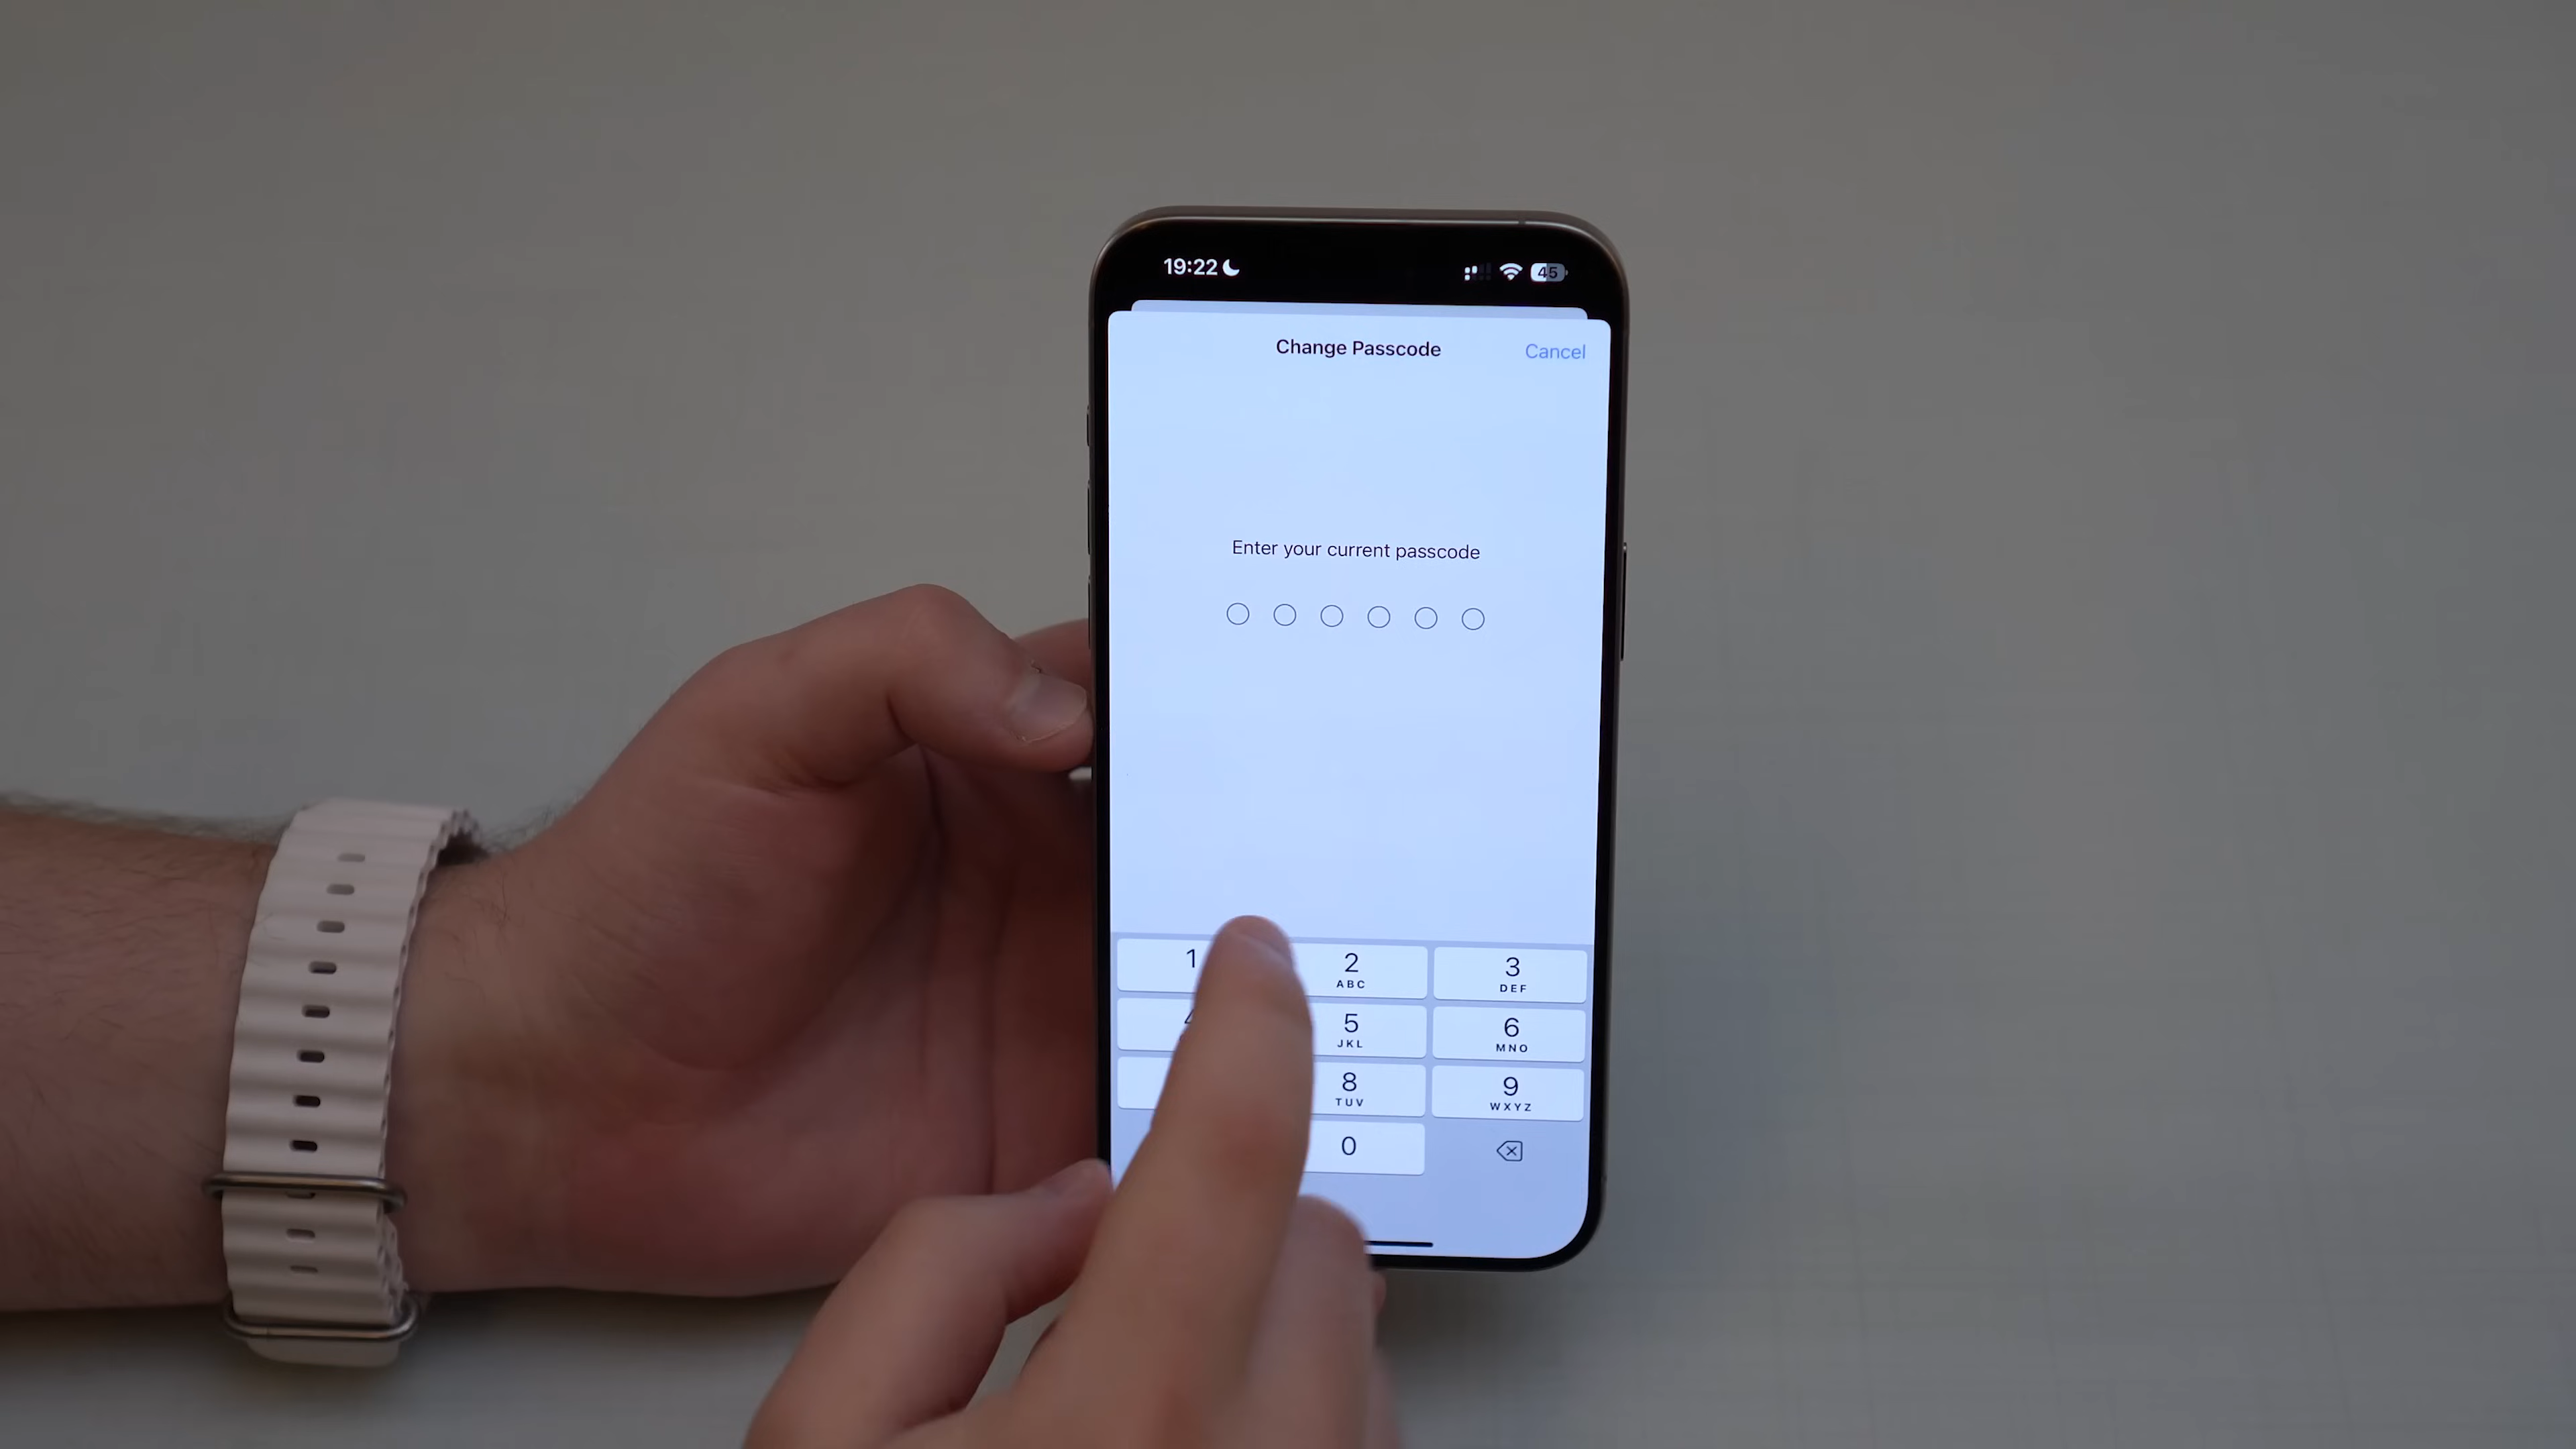 19:22 45
Change Passcode Cancel
Enter your current passcode
1 2 3
ABC DEF
4 5 6
JKL MNO
8 9
TUV WXYZ
0